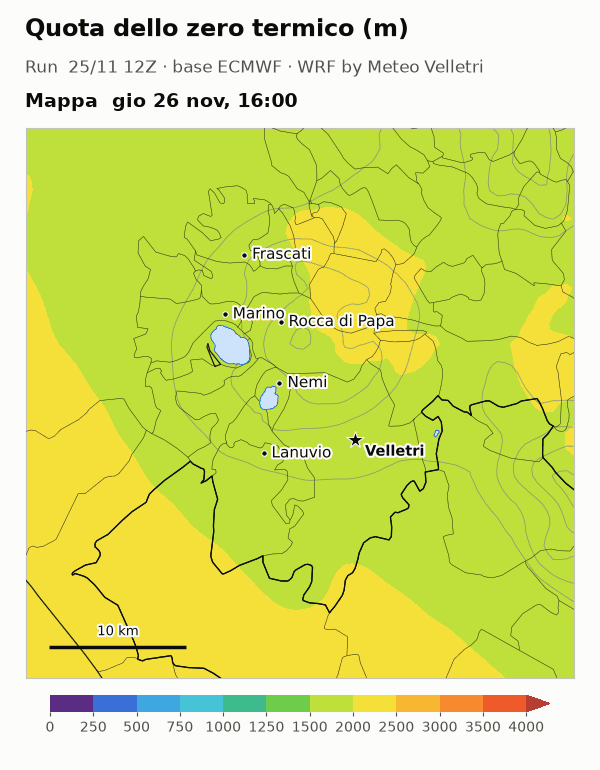 Quota dello zero termico (m)
Run  25/11 12Z · base ECMWF · WRF by Meteo Velletri
Mappa  gio 26 nov, 16:00
Frascati
Marino
Rocca di Papa
Nemi
Velletri
Lanuvio
10 km
0 250 500 750 1000 1250 1500 2000 2500 3000 3500 4000